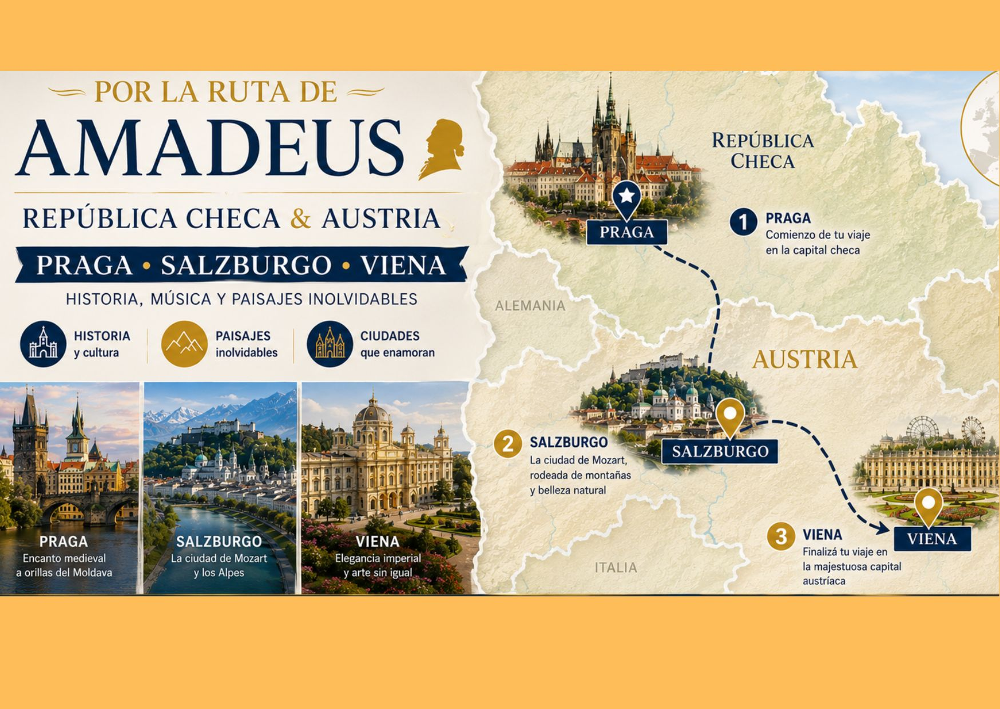 POR LA RUTA DE
AMADEUS
REPÚBLICA CHECA & AUSTRIA
PRAGA • SALZBURGO • VIENA
HISTORIA, MÚSICA Y PAISAJES INOLVIDABLES
HISTORIA
y cultura
PAISAJES
inolvidables
CIUDADES
que enamoran
PRAGA
Encanto medieval
a orillas del Moldava
SALZBURGO
La ciudad de Mozart
y los Alpes
VIENA
Elegancia imperial
y arte sin igual
REPÚBLICA
CHECA
PRAGA
1 PRAGA
Comienzo de tu viaje
en la capital checa
ALEMANIA
AUSTRIA
SALZBURGO
2 SALZBURGO
La ciudad de Mozart,
rodeada de montañas
y belleza natural
VIENA
3 VIENA
Finalizá tu viaje en
la majestuosa capital
austríaca
ITALIA